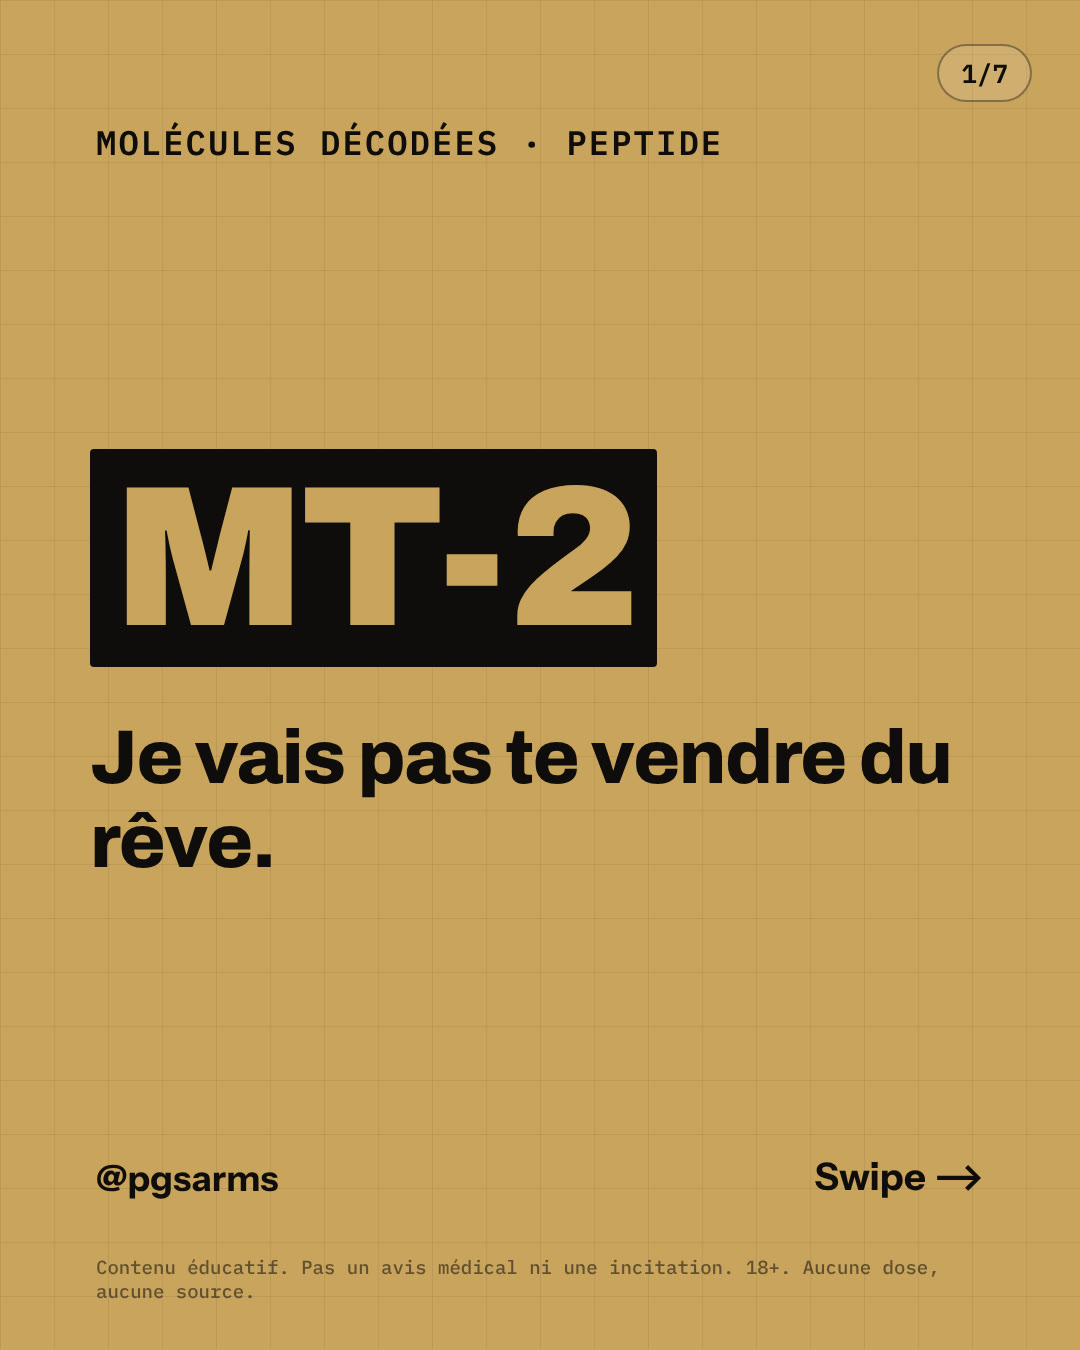 1/7
MOLÉCULES DÉCODÉES · PEPTIDE
MT-2
Je vais pas te vendre du
rêve.
@pgsarms
Swipe →
Contenu éducatif. Pas un avis médical ni une incitation. 18+. Aucune dose,
aucune source.